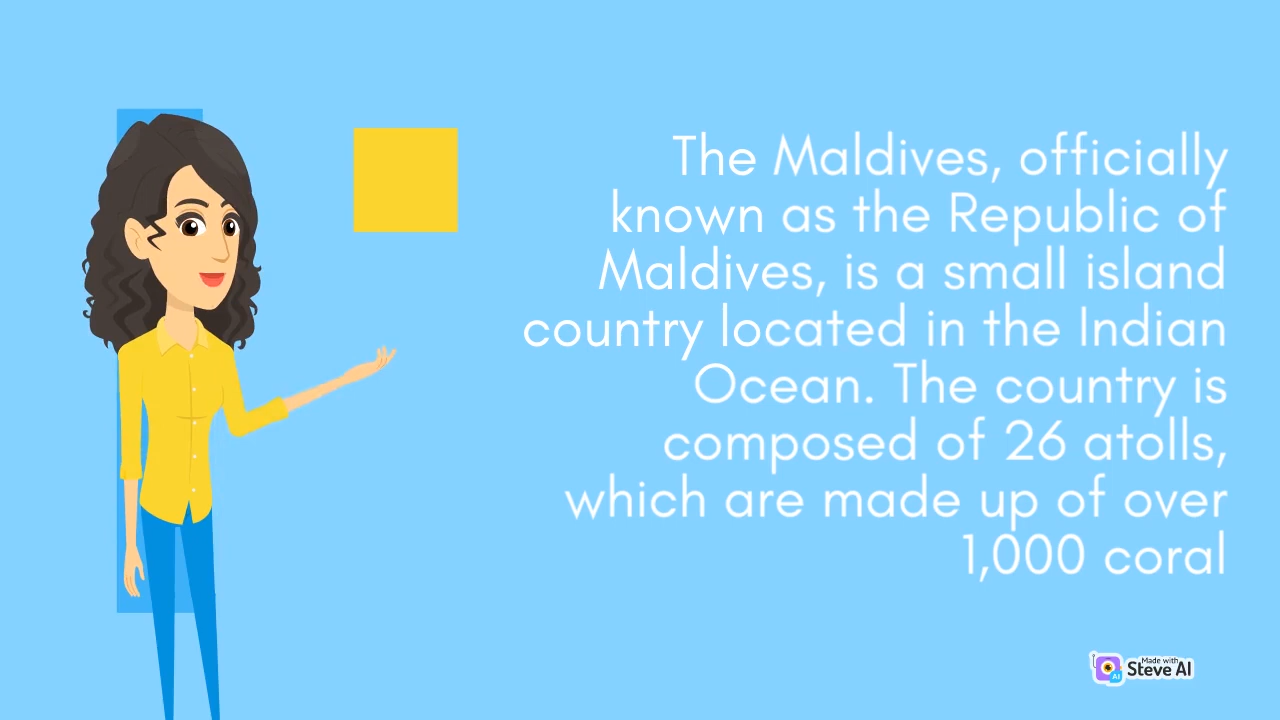 The Maldives, officially
known as the Republic of
Maldives, is a small island
country located in the Indian
Ocean. The country is
composed of 26 atolls,
which are made up of over
1,000 coral
Made with
Steve AI
AI